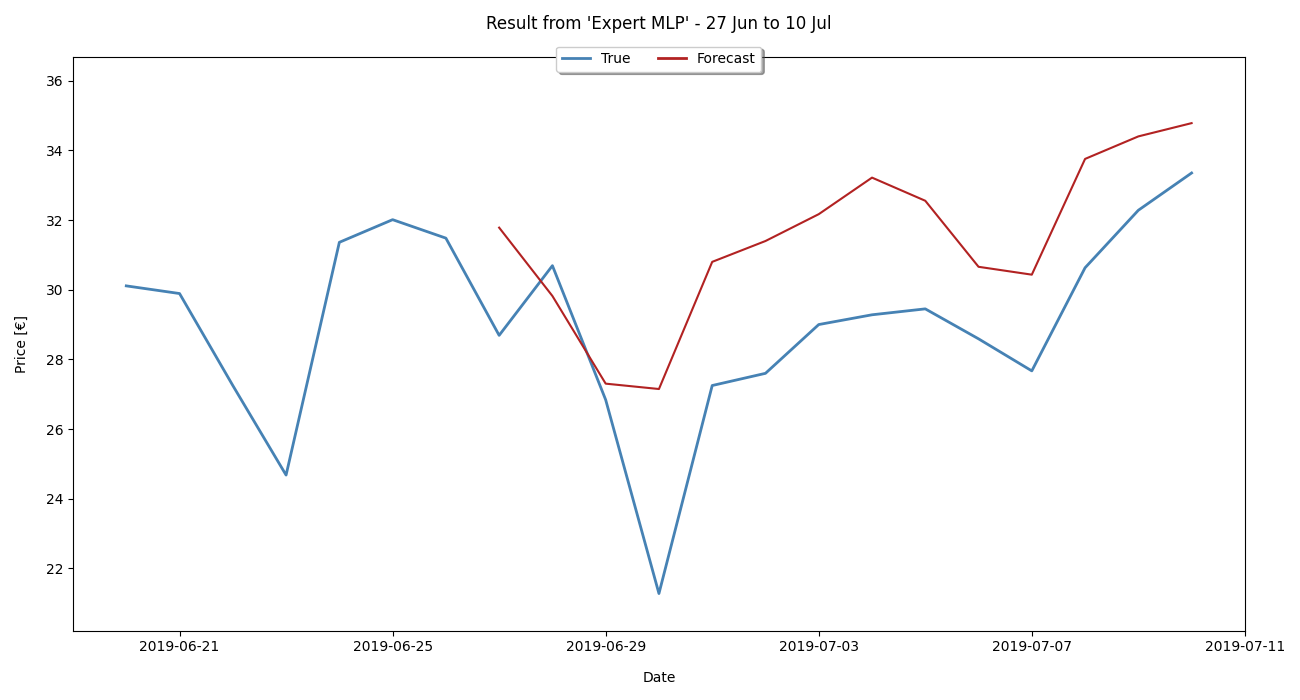 Result from 'Expert MLP' - 27 Jun to 10 Jul
True Forecast
36
34
32
30
28
26
24
22
Price [€]
2019-06-21 2019-06-25 2019-06-29 2019-07-03 2019-07-07 2019-07-11
Date